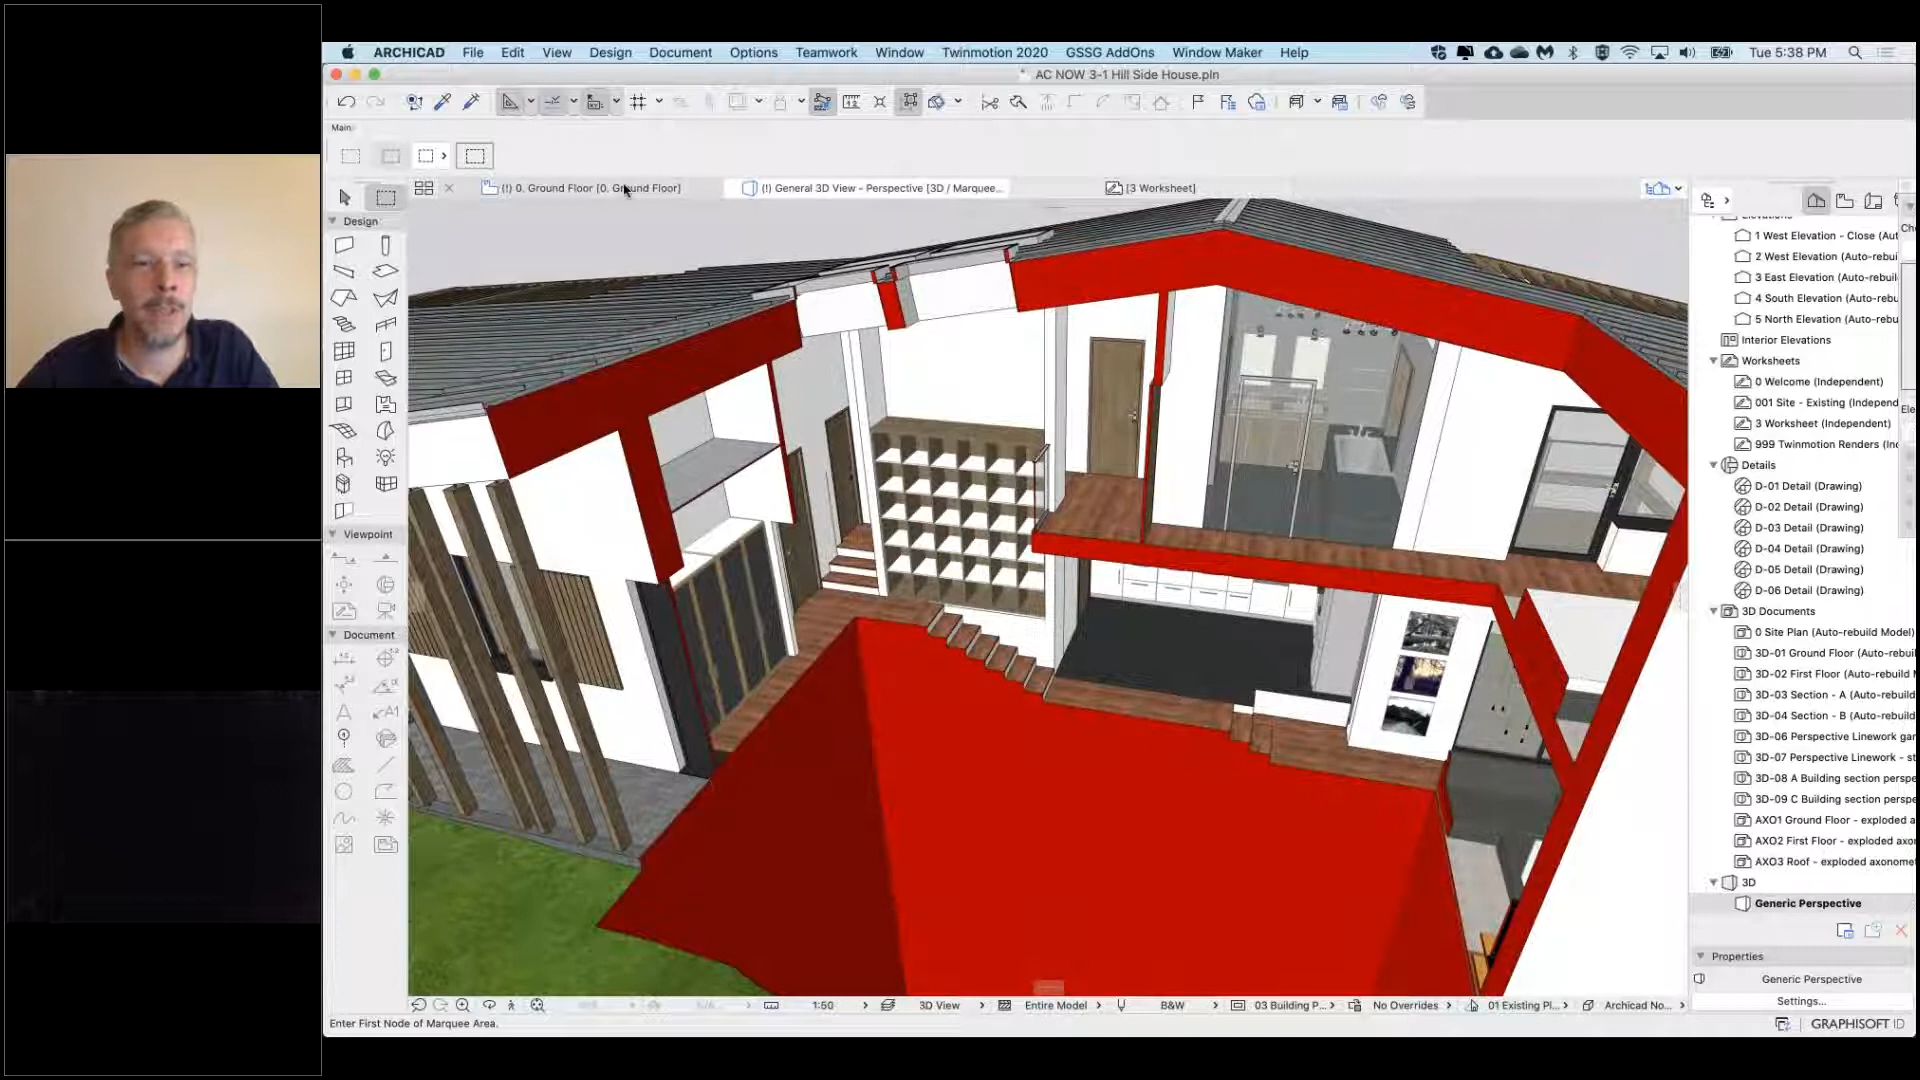 ARCHICAD File Edit View Design Document Options Teamwork Window Twinmotion 2020 GSSG AddOns Window Maker Help Tue 5:38 PM
AC NOW 3-1 Hill Side House.pln
Main:
(!) 0. Ground Floor [0. Ground Floor]
(!) General 3D View - Perspective [3D / Marquee...
[3 Worksheet]
Design
Viewpoint
Document
Elevations
1 West Elevation - Close (Aut
2 West Elevation (Auto-rebuil
3 East Elevation (Auto-rebuil
4 South Elevation (Auto-rebu
5 North Elevation (Auto-rebu
Interior Elevations
Worksheets
0 Welcome (Independent)
001 Site - Existing (Independ
3 Worksheet (Independent)
999 Twinmotion Renders (In
Details
D-01 Detail (Drawing)
D-02 Detail (Drawing)
D-03 Detail (Drawing)
D-04 Detail (Drawing)
D-05 Detail (Drawing)
D-06 Detail (Drawing)
3D Documents
0 Site Plan (Auto-rebuild Model)
3D-01 Ground Floor (Auto-rebuil
3D-02 First Floor (Auto-rebuild M
3D-03 Section - A (Auto-rebuild
3D-04 Section - B (Auto-rebuild
3D-06 Perspective Linework gar
3D-07 Perspective Linework - st
3D-08 A Building section perspe
3D-09 C Building section perspe
AXO1 Ground Floor - exploded a
AXO2 First Floor - exploded axo
AXO3 Roof - exploded axonomet
3D
Generic Perspective
Properties
Generic Perspective
Settings...
1:50 3D View Entire Model B&W 03 Building P... No Overrides 01 Existing Pl... Archicad No...
Enter First Node of Marquee Area.
GRAPHISOFT ID